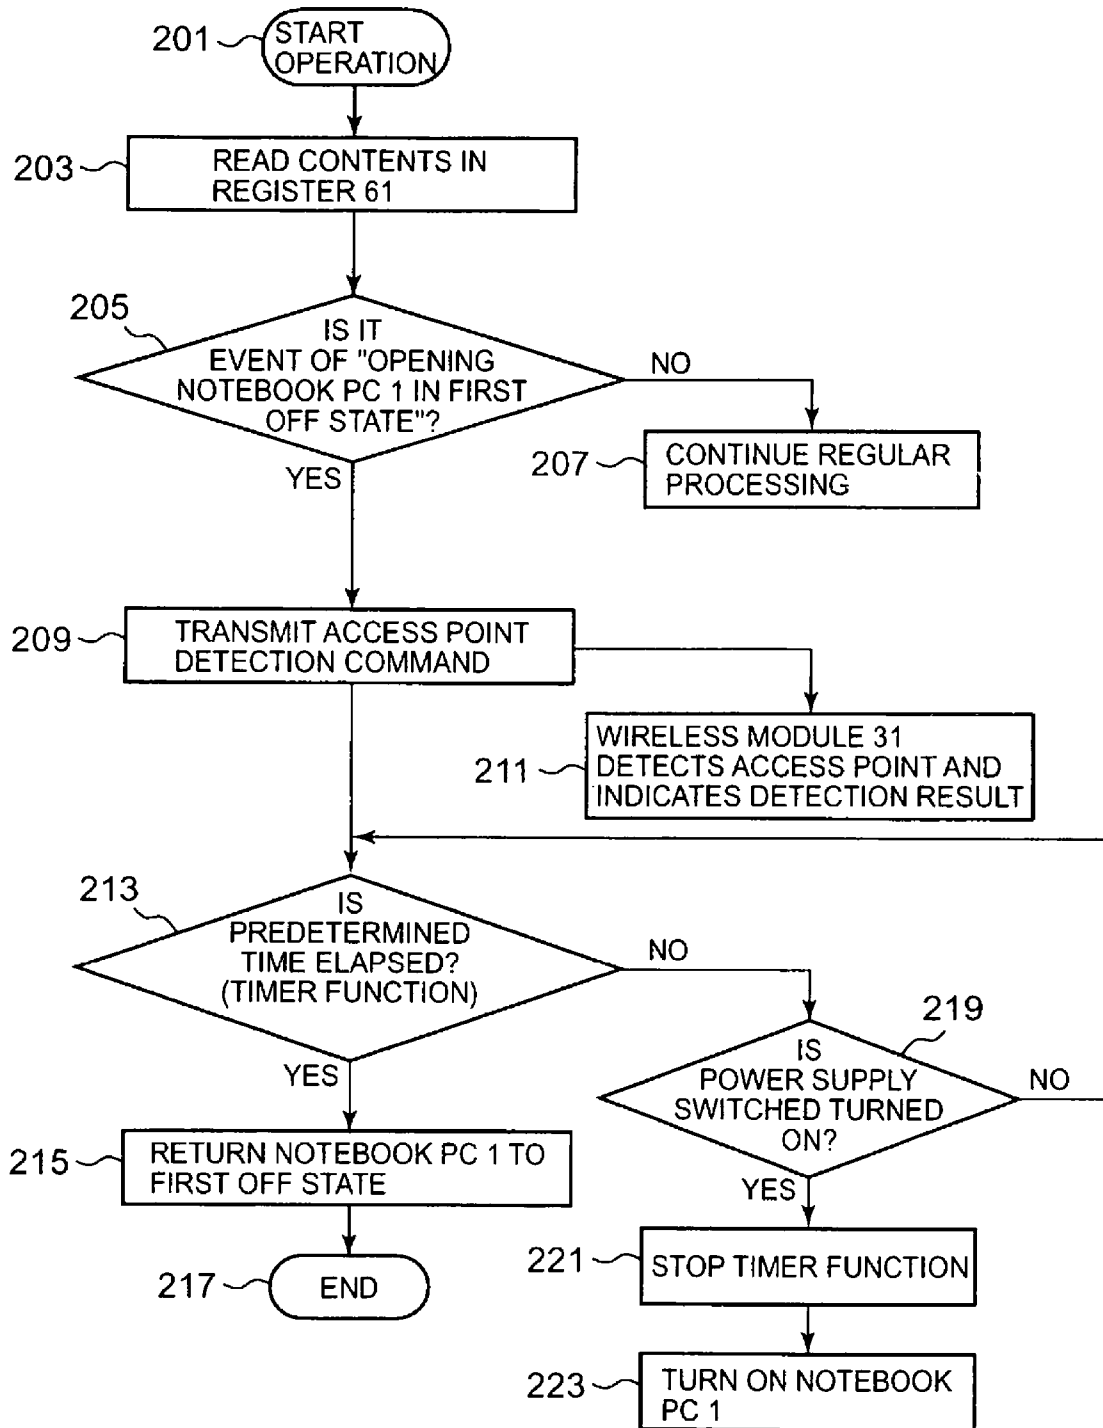 201
START
OPERATION
203
READ CONTENTS IN
REGISTER 61
205
IS IT
EVENT OF "OPENING
NOTEBOOK PC 1 IN FIRST
OFF STATE"?
NO
YES
207
CONTINUE REGULAR
PROCESSING
209
TRANSMIT ACCESS POINT
DETECTION COMMAND
211
WIRELESS MODULE 31
DETECTS ACCESS POINT AND
INDICATES DETECTION RESULT
213
IS
PREDETERMINED
TIME ELAPSED?
(TIMER FUNCTION)
NO
YES
219
IS
POWER SUPPLY
SWITCHED TURNED
ON?
NO
YES
215
RETURN NOTEBOOK PC 1 TO
FIRST OFF STATE
217
END
221
STOP TIMER FUNCTION
223
TURN ON NOTEBOOK
PC 1